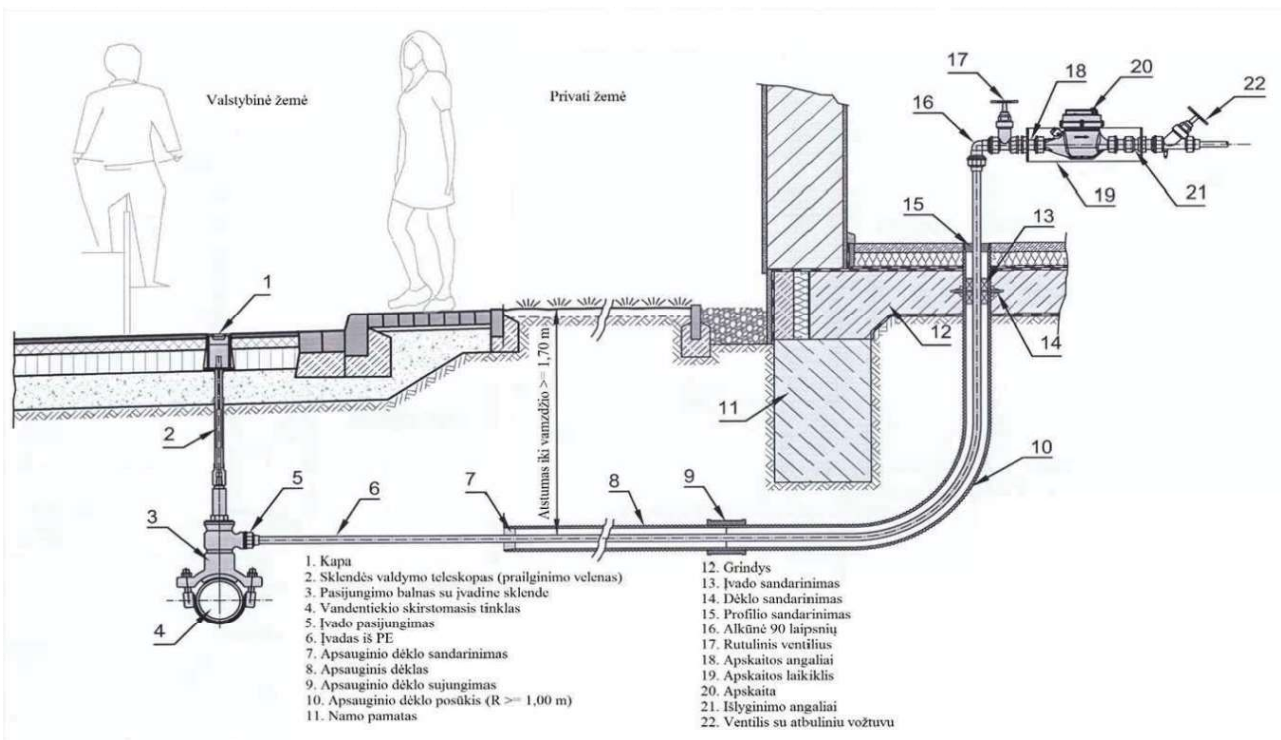 Valstybinė žemė
Privati žemė
1
2
3
4
5
6
7
8
9
10
11
12
13
14
15
16
17
18
19
20
21
22
Atstumas iki vamzdžio >= 1,70 m
1. Kapa
2. Sklendės valdymo teleskopas (prailginimo velenas)
3. Pasijungimo balnas su įvadine sklende
4. Vandentiekio skirstomasis tinklas
5. Įvado pasijungimas
6. Įvadas iš PE
7. Apsauginio dėklo sandarinimas
8. Apsauginis dėklas
9. Apsauginio dėklo sujungimas
10. Apsauginio dėklo posūkis (R >= 1,00 m)
11. Namo pamatas
12. Grindys
13. Įvado sandarinimas
14. Dėklo sandarinimas
15. Profilio sandarinimas
16. Alkūnė 90 laipsnių
17. Rutulinis ventilius
18. Apskaitos angaliai
19. Apskaitos laikiklis
20. Apskaita
21. Išlyginimo angaliai
22. Ventilis su atbuliniu vožtuvu